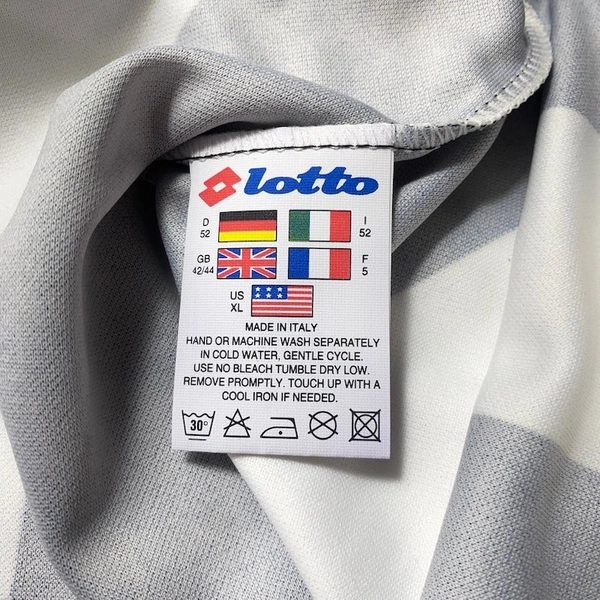 lotto
D 52 I 52
GB 42/44 F 5
US XL
MADE IN ITALY
HAND OR MACHINE WASH SEPARATELY
IN COLD WATER, GENTLE CYCLE.
USE NO BLEACH TUMBLE DRY LOW.
REMOVE PROMPTLY. TOUCH UP WITH A
COOL IRON IF NEEDED.
30°